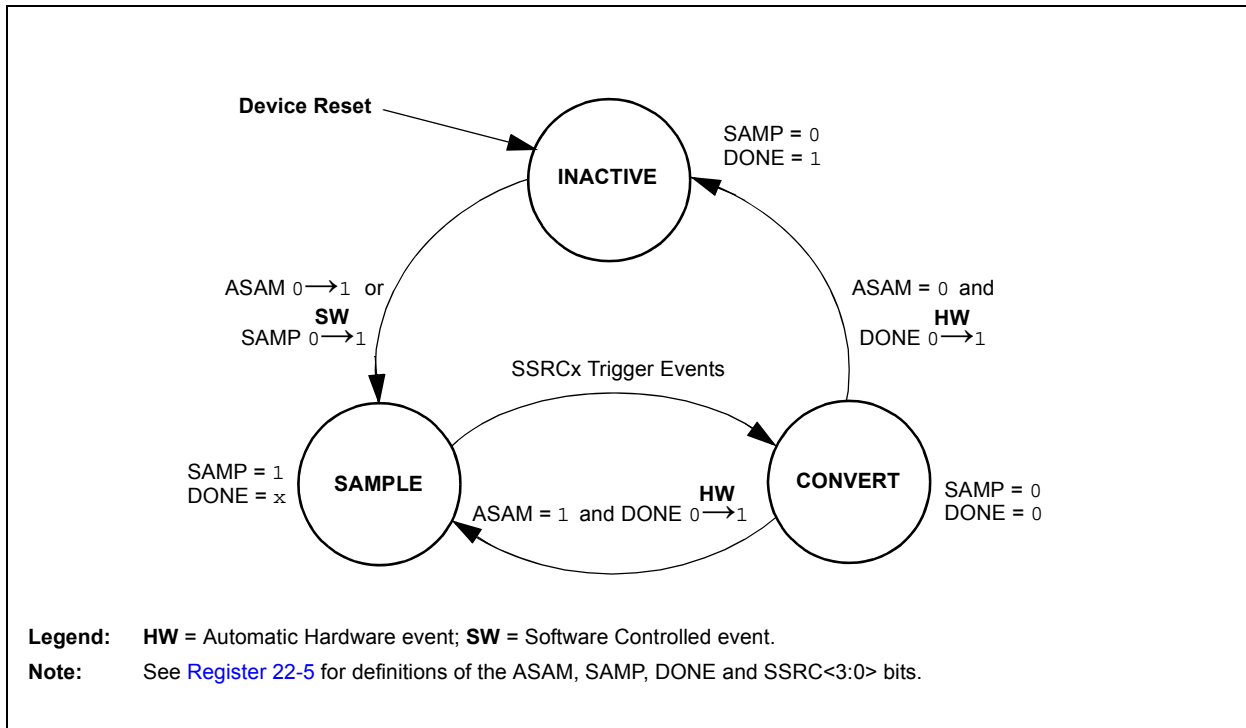 Device Reset
INACTIVE
SAMP = 0
DONE = 1
ASAM 0→1 or
SW
SAMP 0→1
ASAM = 0 and
HW
DONE 0→1
SSRCx Trigger Events
SAMP = 1
DONE = x
SAMPLE
HW
ASAM = 1 and DONE 0→1
CONVERT
SAMP = 0
DONE = 0
Legend: HW = Automatic Hardware event; SW = Software Controlled event.
Note: See Register 22-5 for definitions of the ASAM, SAMP, DONE and SSRC<3:0> bits.